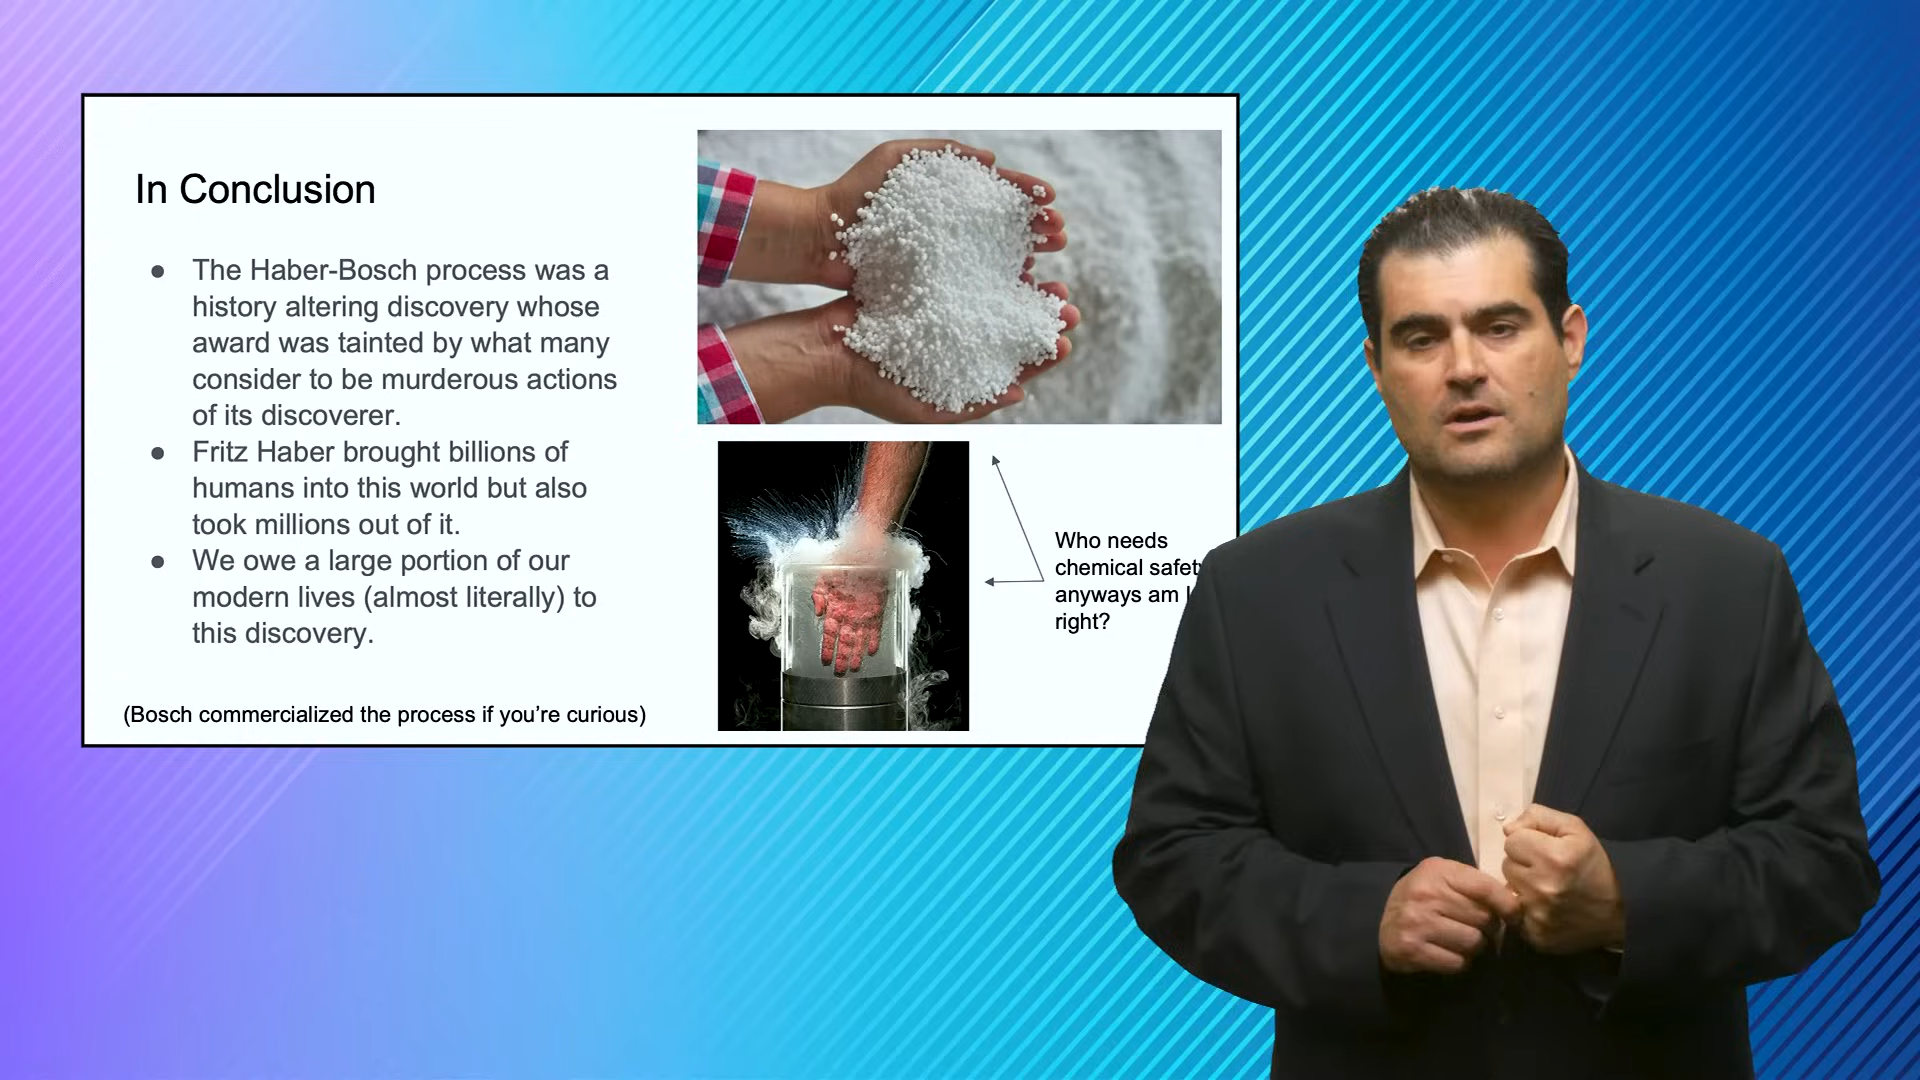 In Conclusion
● The Haber-Bosch process was a
history altering discovery whose
award was tainted by what many
consider to be murderous actions
of its discoverer.
● Fritz Haber brought billions of
humans into this world but also
took millions out of it.
● We owe a large portion of our
modern lives (almost literally) to
this discovery.
(Bosch commercialized the process if you’re curious)
Who needs
chemical safety
anyways am I
right?